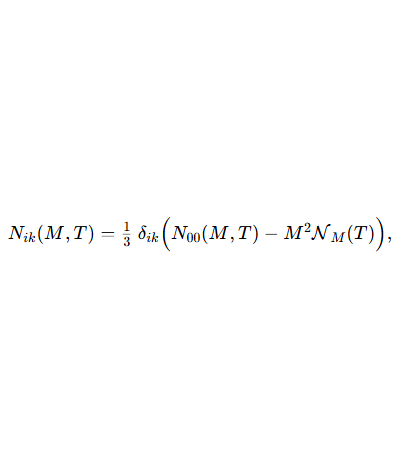 N_{ik}(M, T) = \frac{1}{3} \delta_{ik} \Big( N_{00}(M, T) - M^2 \mathcal{N}_M(T) \Big),